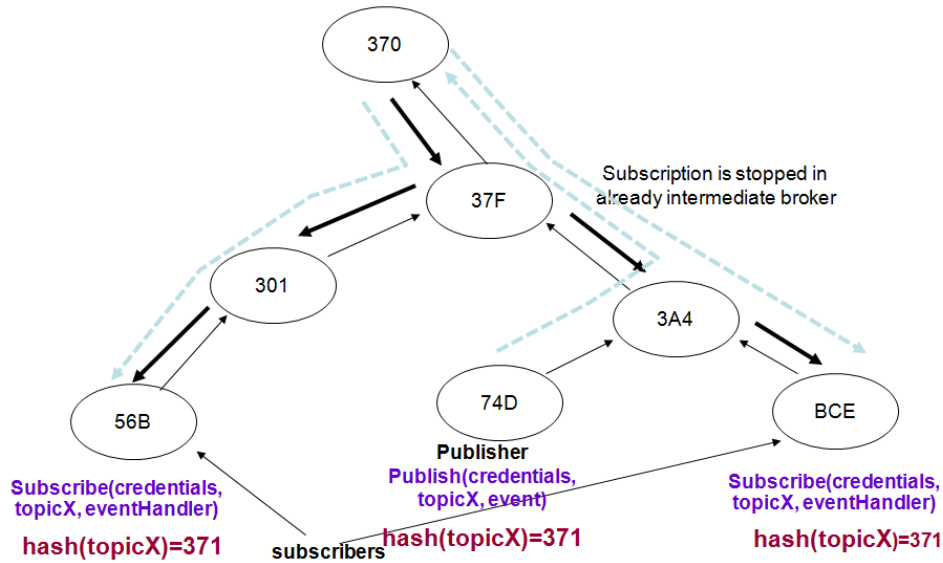 370
Subscription is stopped in
already intermediate broker
37F
301
3A4
56B
74D
BCE
Publisher
Publish(credentials,
topicX, event)
Subscribe(credentials,
topicX, eventHandler)
Subscribe(credentials,
topicX, eventHandler)
hash(topicX)=371
subscribers
hash(topicX)=371
hash(topicX)=371